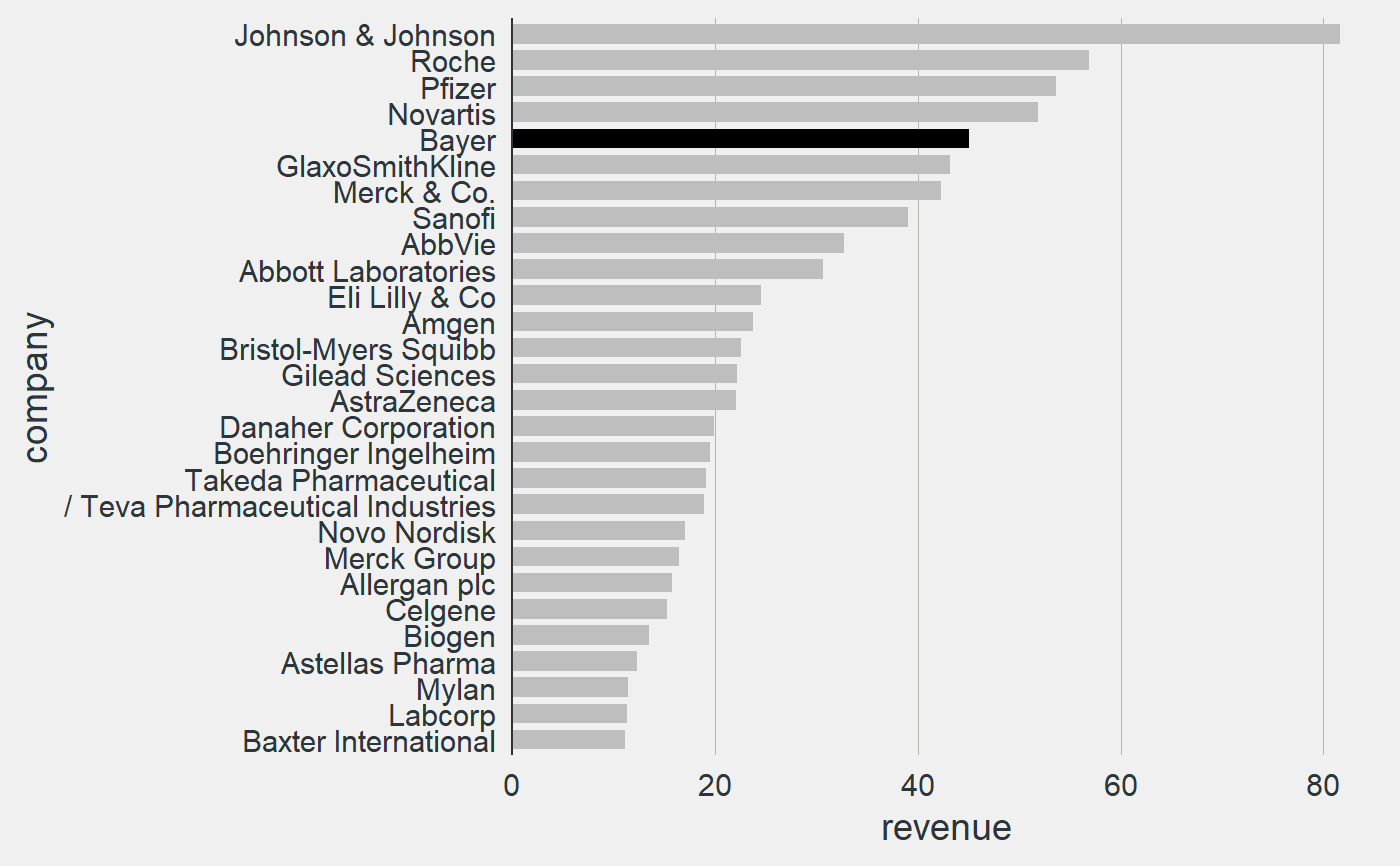 Johnson & Johnson
Roche
Pfizer
Novartis
Bayer
GlaxoSmithKline
Merck & Co.
Sanofi
AbbVie
Abbott Laboratories
Eli Lilly & Co
Amgen
Bristol-Myers Squibb
Gilead Sciences
AstraZeneca
Danaher Corporation
Boehringer Ingelheim
Takeda Pharmaceutical
/ Teva Pharmaceutical Industries
Novo Nordisk
Merck Group
Allergan plc
Celgene
Biogen
Astellas Pharma
Mylan
Labcorp
Baxter International
company
0 20 40 60 80
revenue